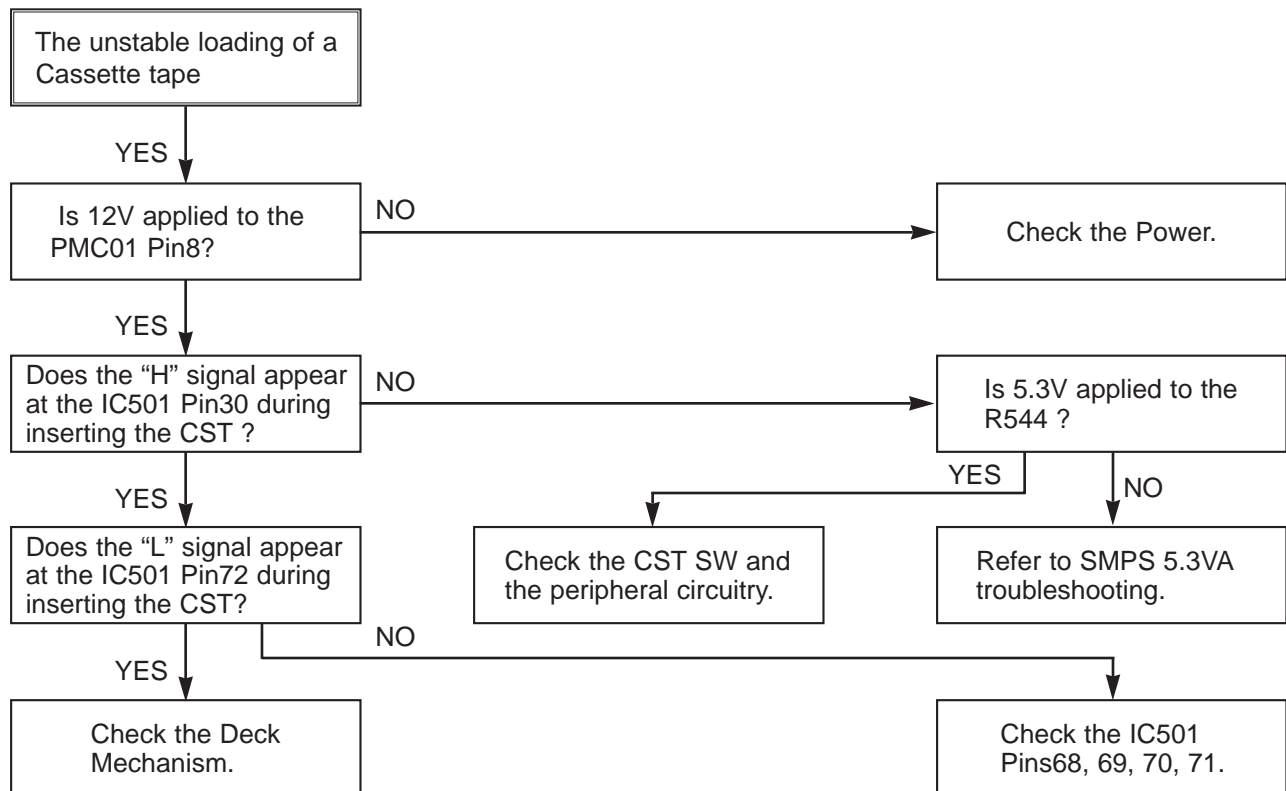 The unstable loading of a
Cassette tape
YES
Is 12V applied to the
PMC01 Pin8?
NO
Check the Power.
YES
Does the “H” signal appear
at the IC501 Pin30 during
inserting the CST ?
NO
Is 5.3V applied to the
R544 ?
YES
YES
NO
Does the “L” signal appear
at the IC501 Pin72 during
inserting the CST?
Check the CST SW and
the peripheral circuitry.
Refer to SMPS 5.3VA
troubleshooting.
NO
YES
Check the Deck
Mechanism.
Check the IC501
Pins68, 69, 70, 71.